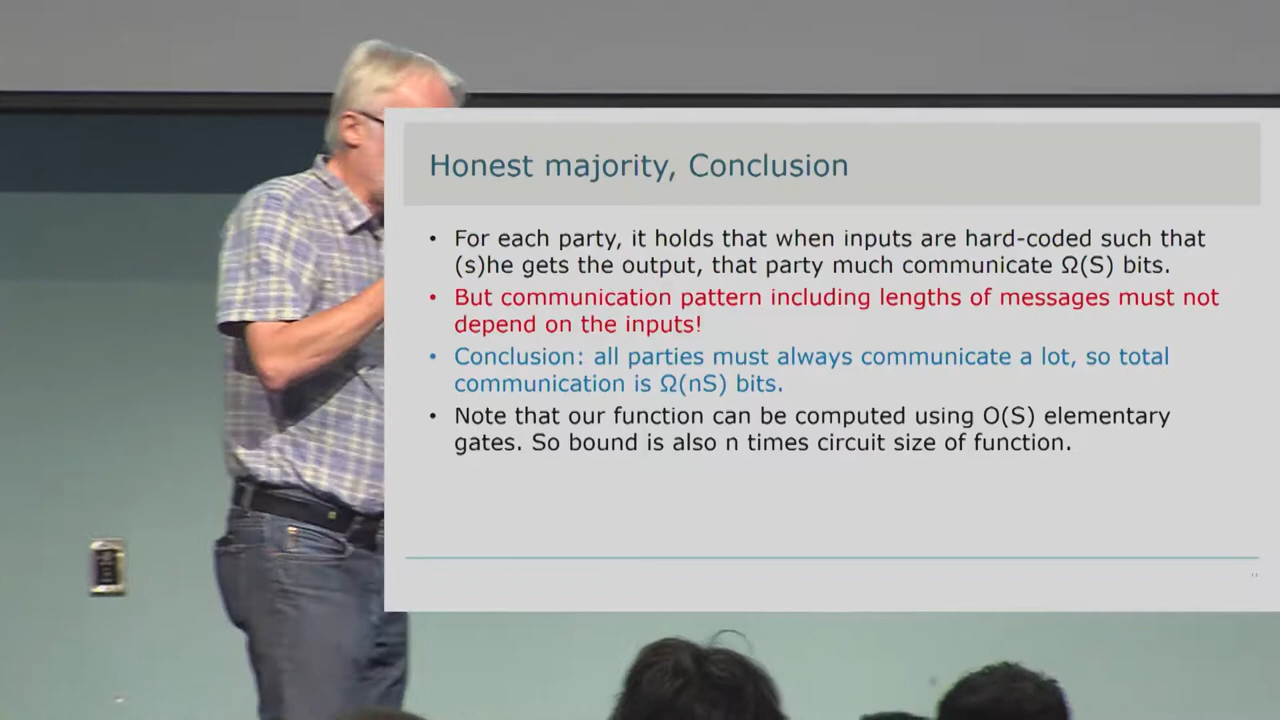 Honest majority, Conclusion
• For each party, it holds that when inputs are hard-coded such that
(s)he gets the output, that party much communicate Ω(S) bits.
• But communication pattern including lengths of messages must not
depend on the inputs!
• Conclusion: all parties must always communicate a lot, so total
communication is Ω(nS) bits.
• Note that our function can be computed using O(S) elementary
gates. So bound is also n times circuit size of function.